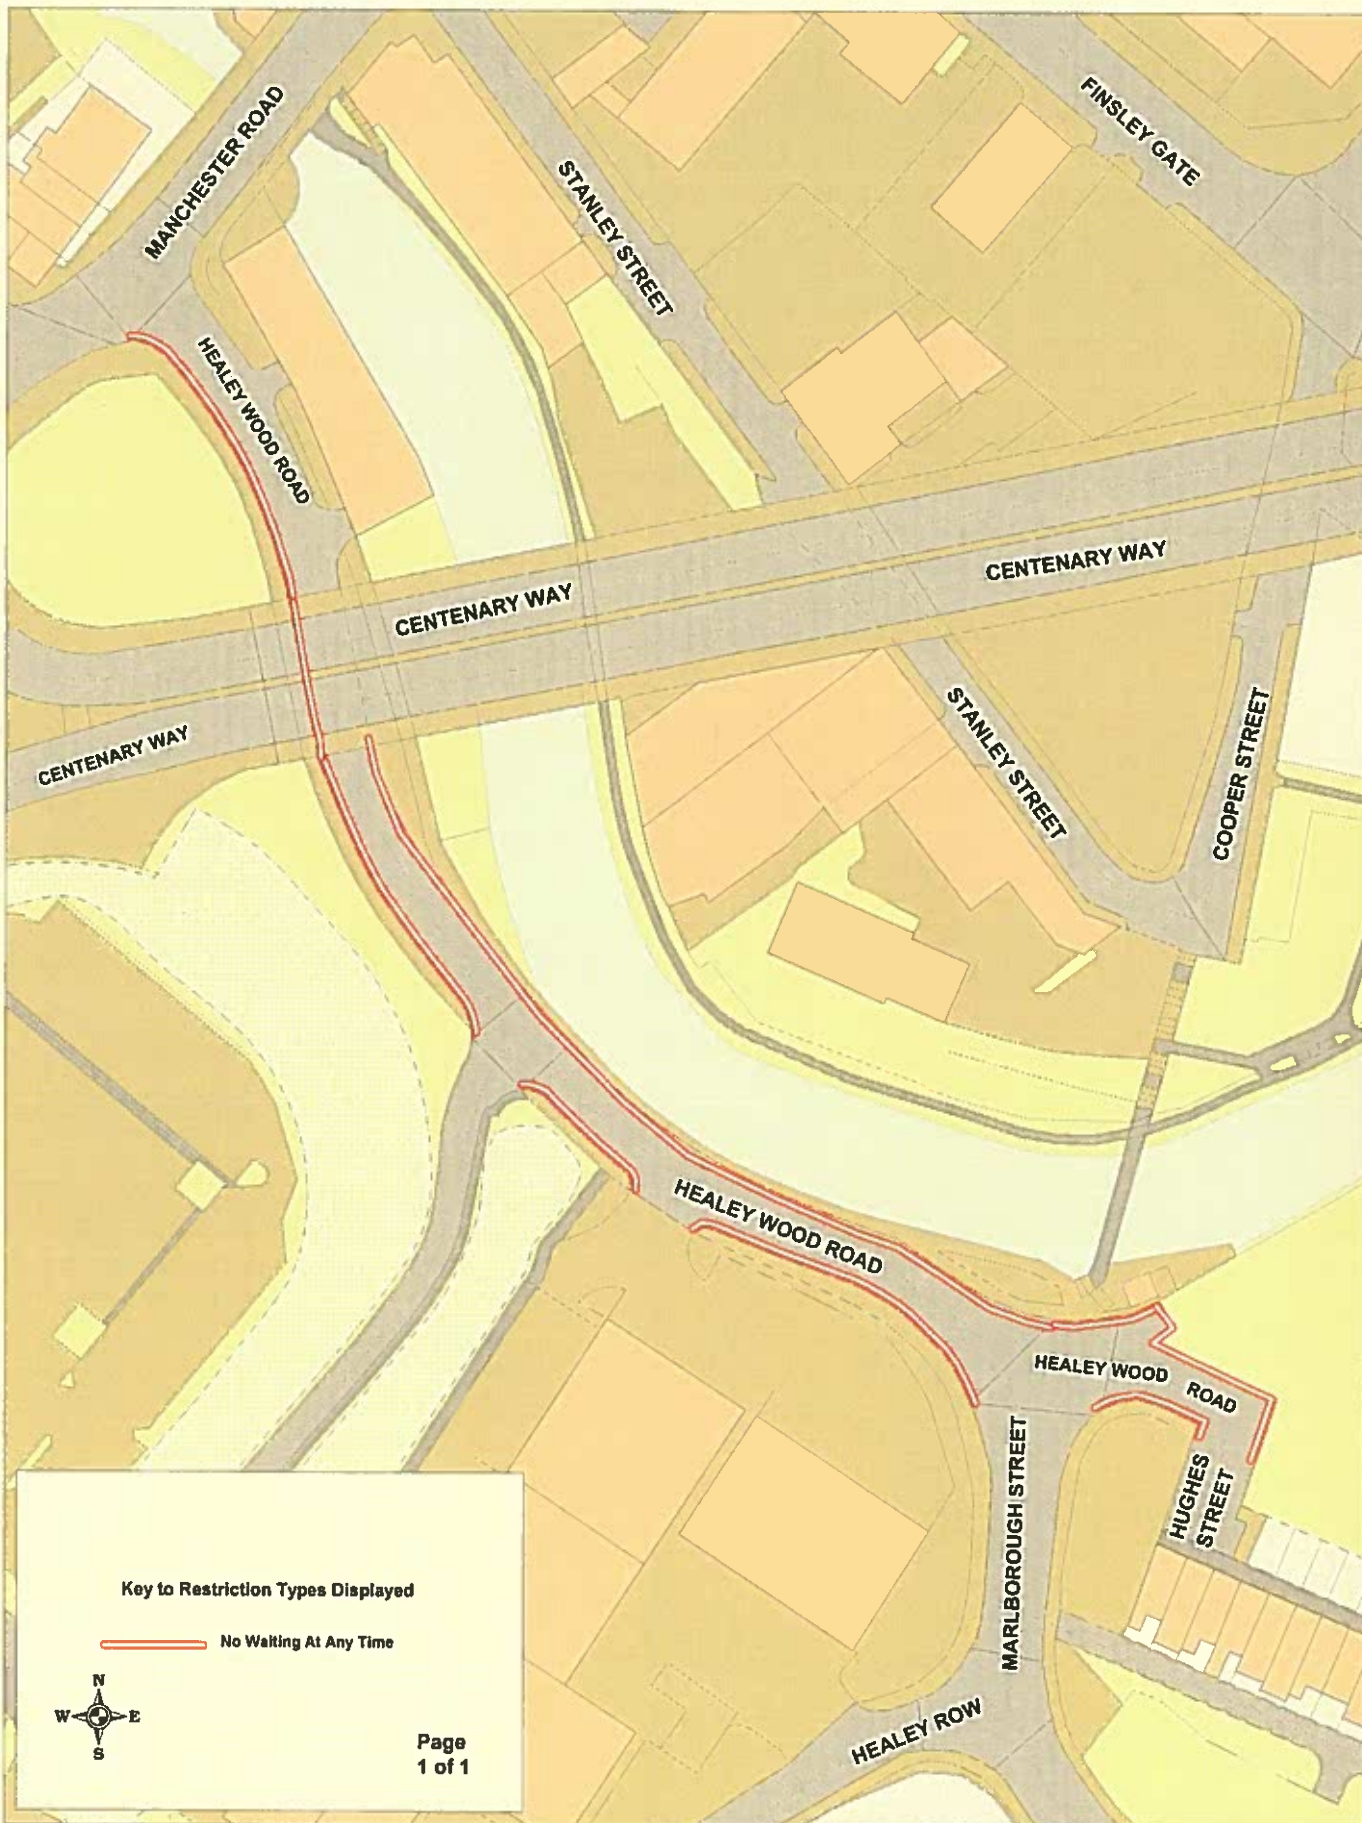 FINSLEY GATE
MANCHESTER ROAD
STANLEY STREET
HEALEY WOOD ROAD
CENTENARY WAY
CENTENARY WAY
CENTENARY WAY
STANLEY STREET
COOPER STREET
HEALEY WOOD ROAD
HEALEY WOOD ROAD
HUGHES
STREET
MARLBOROUGH STREET
HEALEY ROW
Key to Restriction Types Displayed
No Waiting At Any Time
N
W E
S
Page
1 of 1